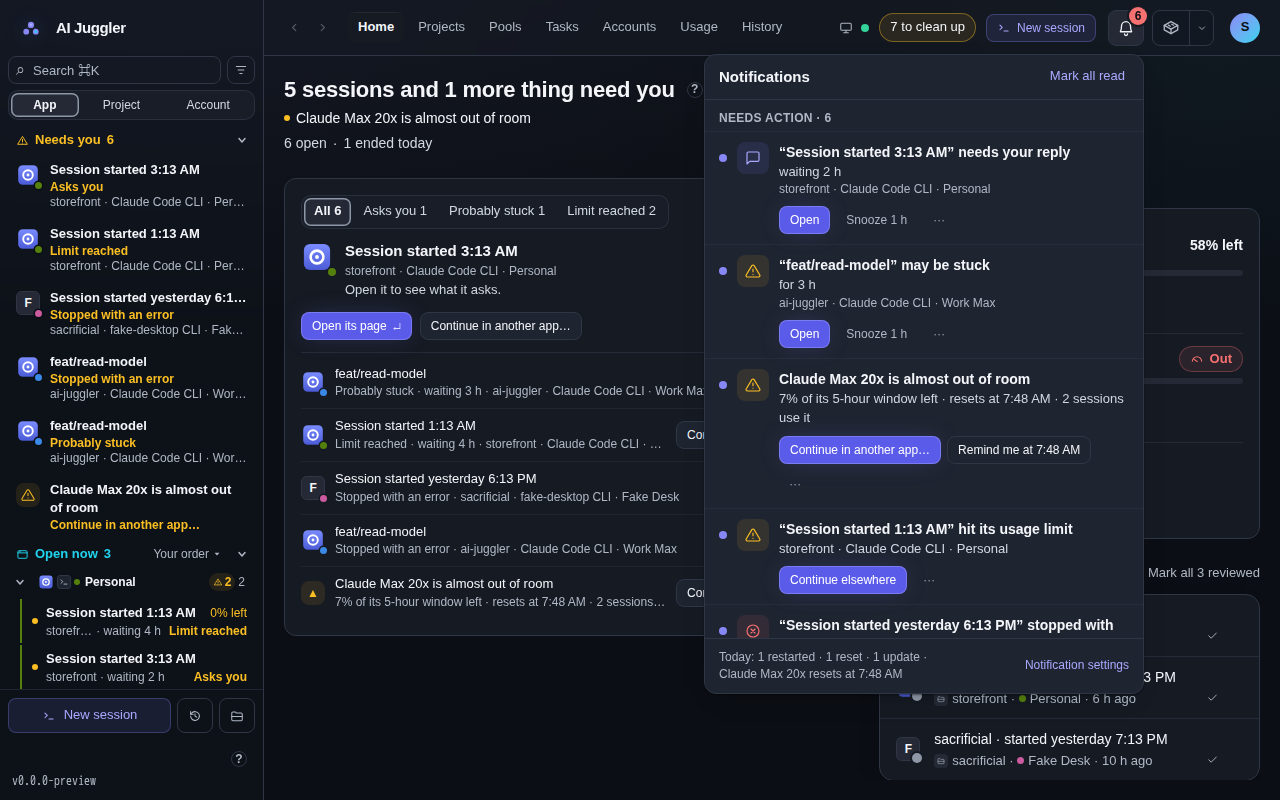 AI Juggler
Search ⌘K
App Project Account
Needs you 6
Session started 3:13 AM
Asks you
storefront · Claude Code CLI · Per…
Session started 1:13 AM
Limit reached
storefront · Claude Code CLI · Per…
F
Session started yesterday 6:1…
Stopped with an error
sacrificial · fake-desktop CLI · Fak…
feat/read-model
Stopped with an error
ai-juggler · Claude Code CLI · Wor…
feat/read-model
Probably stuck
ai-juggler · Claude Code CLI · Wor…
Claude Max 20x is almost out
of room
Continue in another app…
Open now 3 Your order
Personal 2 2
Session started 1:13 AM 0% left
storefr… · waiting 4 h Limit reached
Session started 3:13 AM
storefront · waiting 2 h Asks you
New session
?
v0.0.0-preview
Home Projects Pools Tasks Accounts Usage History
7 to clean up
New session
6
S
5 sessions and 1 more thing need you ?
Claude Max 20x is almost out of room
6 open · 1 ended today
All 6 Asks you 1 Probably stuck 1 Limit reached 2
Session started 3:13 AM
storefront · Claude Code CLI · Personal
Open it to see what it asks.
Open its page Continue in another app…
feat/read-model
Probably stuck · waiting 3 h · ai-juggler · Claude Code CLI · Work Max
Session started 1:13 AM
Limit reached · waiting 4 h · storefront · Claude Code CLI · …
F
Session started yesterday 6:13 PM
Stopped with an error · sacrificial · fake-desktop CLI · Fake Desk
feat/read-model
Stopped with an error · ai-juggler · Claude Code CLI · Work Max
Claude Max 20x is almost out of room
7% of its 5-hour window left · resets at 7:48 AM · 2 sessions…
Notifications Mark all read
NEEDS ACTION · 6
“Session started 3:13 AM” needs your reply
waiting 2 h
storefront · Claude Code CLI · Personal
Open Snooze 1 h ···
“feat/read-model” may be stuck
for 3 h
ai-juggler · Claude Code CLI · Work Max
Open Snooze 1 h ···
Claude Max 20x is almost out of room
7% of its 5-hour window left · resets at 7:48 AM · 2 sessions
use it
Continue in another app… Remind me at 7:48 AM
···
“Session started 1:13 AM” hit its usage limit
storefront · Claude Code CLI · Personal
Continue elsewhere ···
“Session started yesterday 6:13 PM” stopped with
Today: 1 restarted · 1 reset · 1 update ·
Claude Max 20x resets at 7:48 AM
Notification settings
58% left
Out
Mark all 3 reviewed
3 PM
storefront · Personal · 6 h ago
F
sacrificial · started yesterday 7:13 PM
sacrificial · Fake Desk · 10 h ago